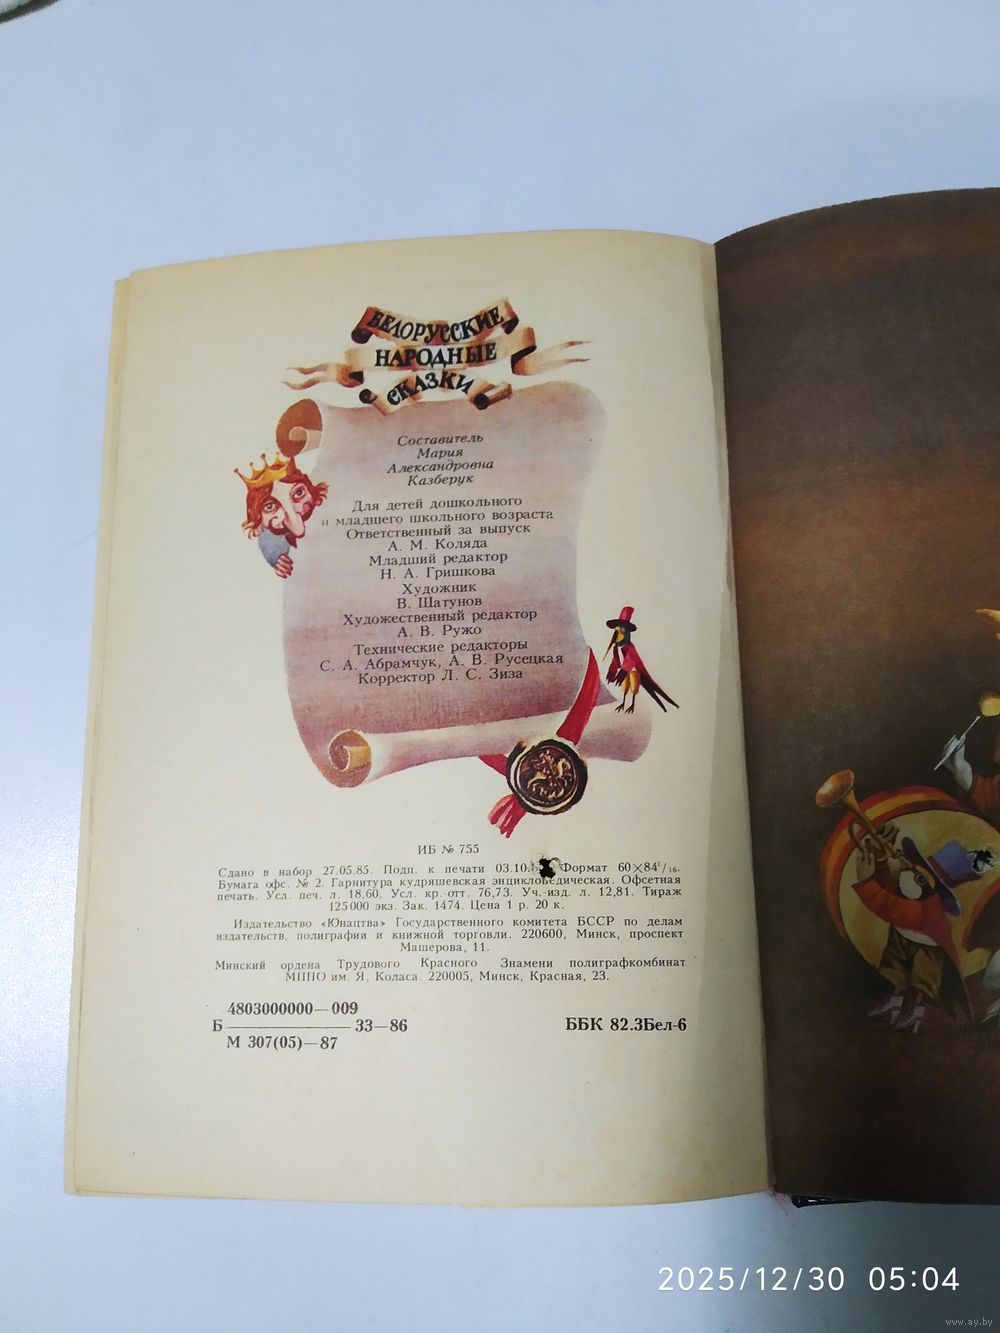 БЕЛОРУССКИЕ
НАРОДНЫЕ
СКАЗКИ
Составитель
Мария
Александровна
Казберук
Для детей дошкольного
и младшего школьного возраста
Ответственный за выпуск
А. М. Коляда
Младший редактор
Н. А. Гришкова
Художник
В. Шатунов
Художественный редактор
А. В. Ружо
Технические редакторы
С. А. Абрамчук, А. В. Русецкая
Корректор Л. С. Зиза
ИБ № 755
Сдано в набор 27.05.85. Подп. к печати 03.10. Формат 60×84¹/₁₆.
Бумага офс. № 2. Гарнитура кудряшевская энциклопедическая. Офсетная
печать. Усл. печ. л. 18,60. Усл. кр.-отт. 76,73. Уч.-изд. л. 12,81. Тираж
125 000 экз. Зак. 1474. Цена 1 р. 20 к.
Издательство «Юнацтва» Государственного комитета БССР по делам
издательств, полиграфии и книжной торговли. 220600, Минск, проспект
Машерова, 11.
Минский ордена Трудового Красного Знамени полиграфкомбинат
МППО им. Я. Коласа. 220005, Минск, Красная, 23.
4803000000—009
Б ———— 33—86
М 307(05)—87
ББК 82.3Бел-6
2025/12/30 05:04
www.ay.by